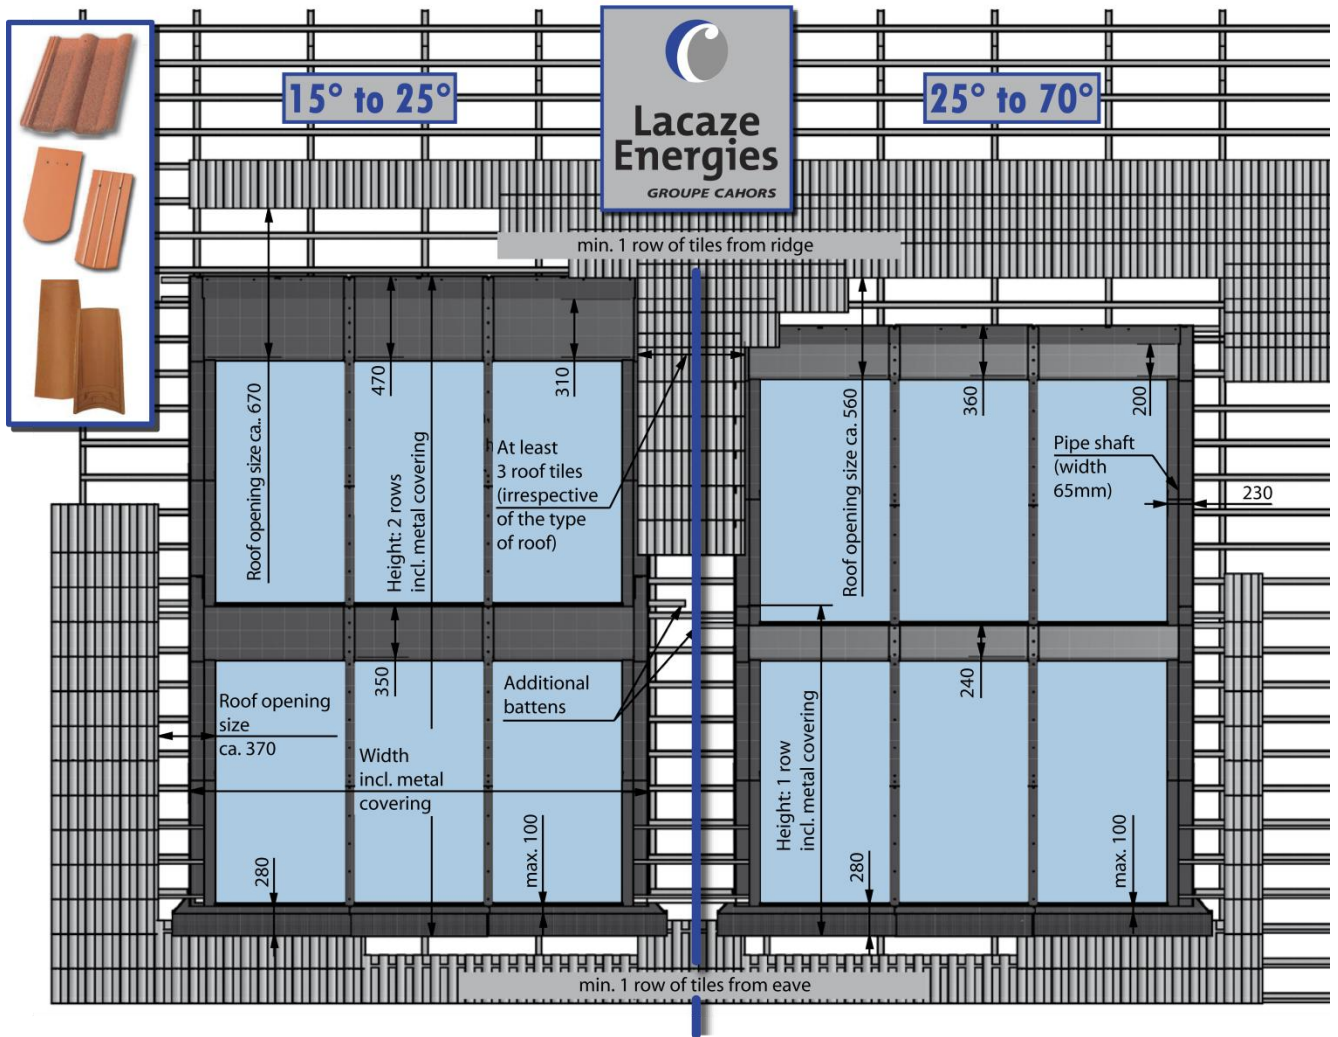 15° to 25°
Lacaze
Energies
GROUPE CAHORS
25° to 70°
min. 1 row of tiles from ridge
Roof opening size ca.. 670
470
Height: 2 rows
incl. metal covering
310
At least
3 roof tiles
(irrespective
of the type
of roof)
350
Additional
battens
Roof opening
size
ca. 370
Width
incl. metal
covering
280
max. 100
Roof opening size ca. 560
360
200
Pipe shaft
(width
65mm)
230
240
Height: 1 row
incl. metal covering
280
max. 100
min. 1 row of tiles from eave